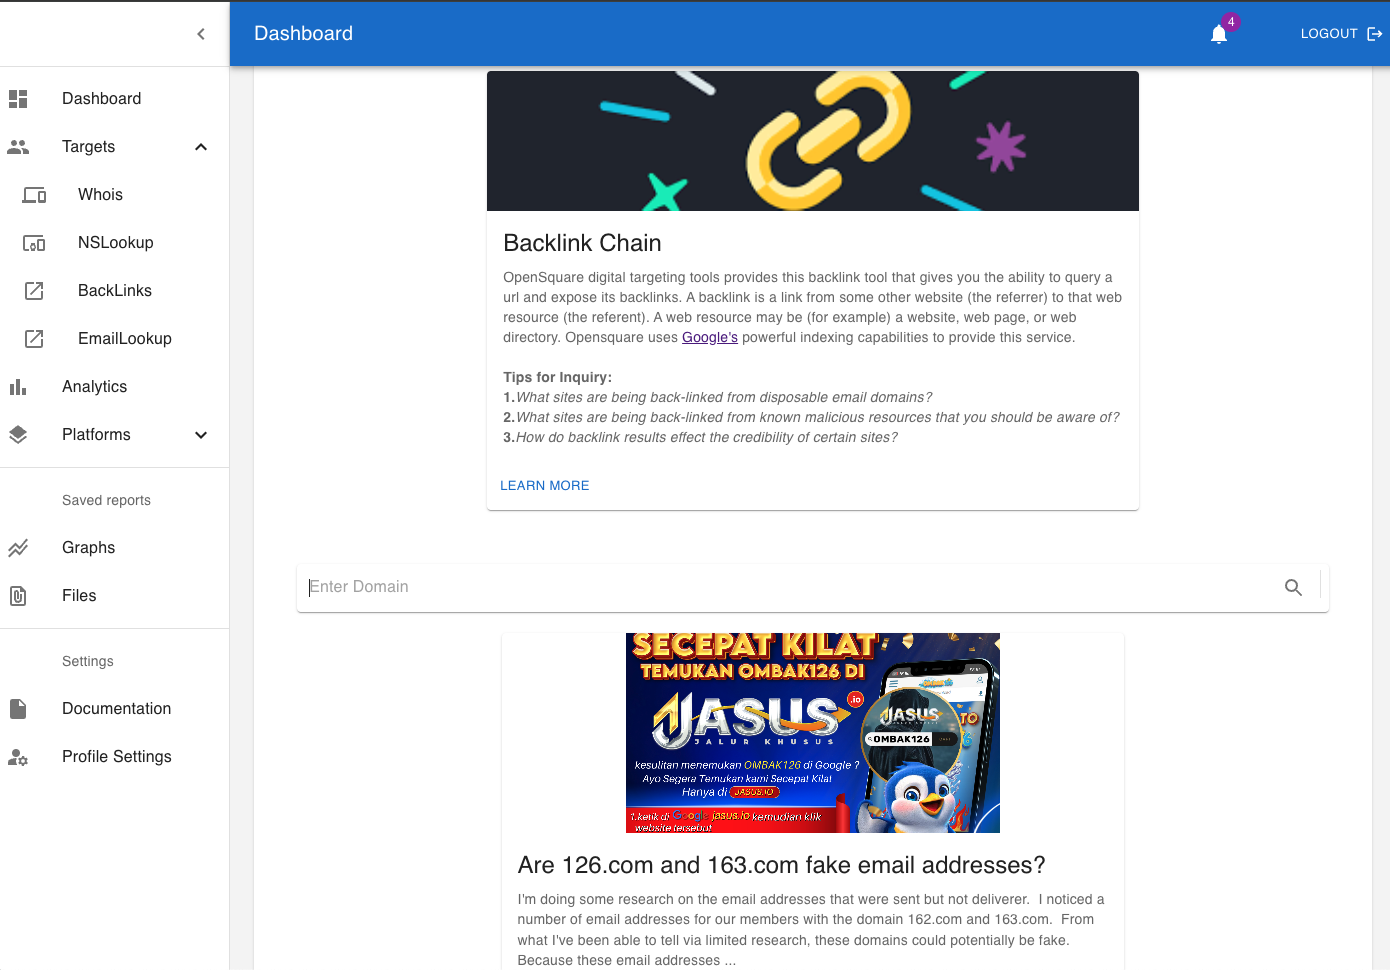 Dashboard
4
LOGOUT
Dashboard
Targets
Whois
NSLookup
BackLinks
EmailLookup
Analytics
Platforms
Saved reports
Graphs
Files
Settings
Documentation
Profile Settings
Backlink Chain
OpenSquare digital targeting tools provides this backlink tool that gives you the ability to query a
url and expose its backlinks. A backlink is a link from some other website (the referrer) to that web
resource (the referent). A web resource may be (for example) a website, web page, or web
directory. Opensquare uses Google's powerful indexing capabilities to provide this service.
Tips for Inquiry:
1.What sites are being back-linked from disposable email domains?
2.What sites are being back-linked from known malicious resources that you should be aware of?
3.How do backlink results effect the credibility of certain sites?
LEARN MORE
Enter Domain
SECEPAT KILAT
TEMUKAN OMBAK126 DI
JASUS
.io
JALUR KHUSUS
kesulitan menemukan OMBAK126 di Google ?
Ayo Segera Temukan kami Secepat Kilat
Hanya di JASUS.IO
1.ketik di Google jasus.io kemudian klik
website tersebut
JASUS
OMBAK126
TO
Are 126.com and 163.com fake email addresses?
I'm doing some research on the email addresses that were sent but not deliverer.  I noticed a
number of email addresses for our members with the domain 162.com and 163.com.  From
what I've been able to tell via limited research, these domains could potentially be fake.
Because these email addresses ...